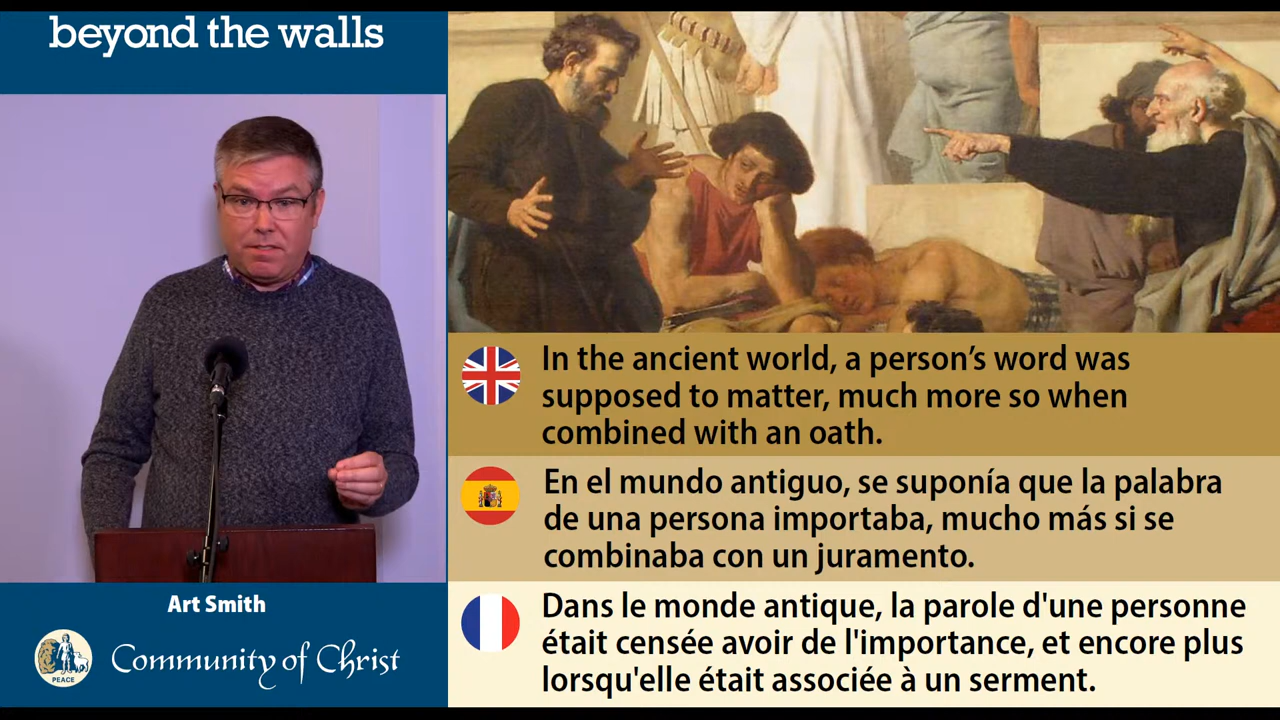 beyond the walls
In the ancient world, a person’s word was
supposed to matter, much more so when
combined with an oath.
En el mundo antiguo, se suponía que la palabra
de una persona importaba, mucho más si se
combinaba con un juramento.
Dans le monde antique, la parole d'une personne
était censée avoir de l'importance, et encore plus
lorsqu'elle était associée à un serment.
Art Smith
PEACE
Community of Christ